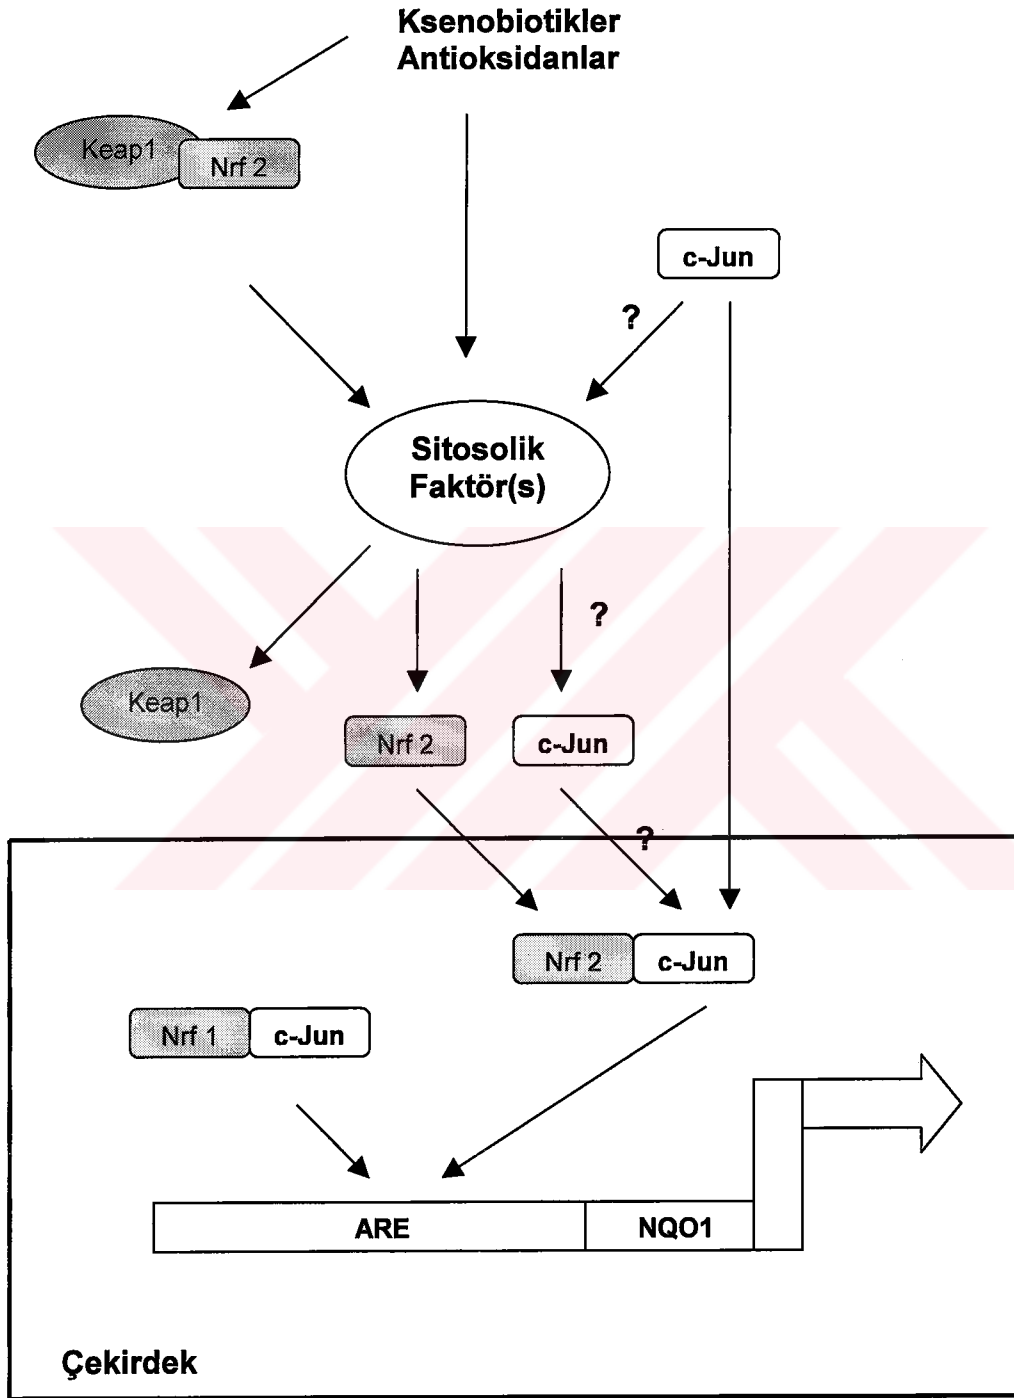 Ksenobiotikler
Antioksidanlar
Keap1
Nrf 2
c-Jun
?
Sitosolik
Faktör(s)
?
Keap1
Nrf 2
c-Jun
?
Nrf 2
c-Jun
Nrf 1
c-Jun
ARE
NQO1
Çekirdek